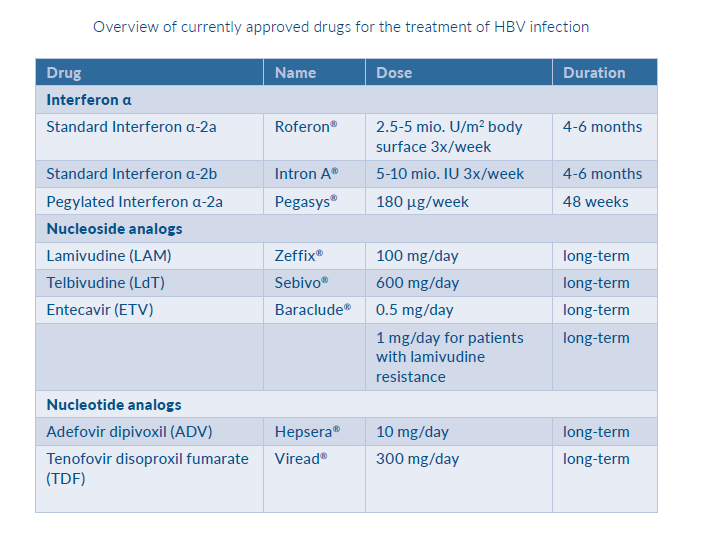 Overview of currently approved drugs for the treatment of HBV infection
Drug Name Dose Duration
Interferon α
Standard Interferon α-2a Roferon® 2.5-5 mio. U/m² body 4-6 months
surface 3x/week
Standard Interferon α-2b Intron A® 5-10 mio. IU 3x/week 4-6 months
Pegylated Interferon α-2a Pegasys® 180 μg/week 48 weeks
Nucleoside analogs
Lamivudine (LAM) Zeffix® 100 mg/day long-term
Telbivudine (LdT) Sebivo® 600 mg/day long-term
Entecavir (ETV) Baraclude® 0.5 mg/day long-term
1 mg/day for patients long-term
with lamivudine
resistance
Nucleotide analogs
Adefovir dipivoxil (ADV) Hepsera® 10 mg/day long-term
Tenofovir disoproxil fumarate Viread® 300 mg/day long-term
(TDF)